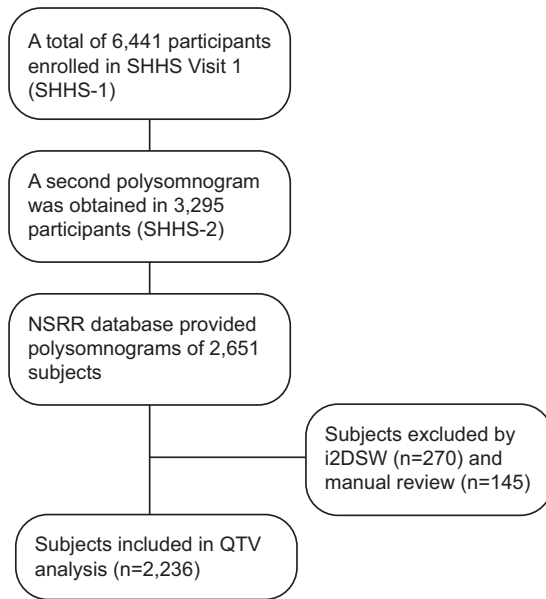 A total of 6,441 participants
enrolled in SHHS Visit 1
(SHHS-1)
A second polysomnogram
was obtained in 3,295
participants (SHHS-2)
NSRR database provided
polysomnograms of 2,651
subjects
Subjects excluded by
i2DSW (n=270) and
manual review (n=145)
Subjects included in QTV
analysis (n=2,236)